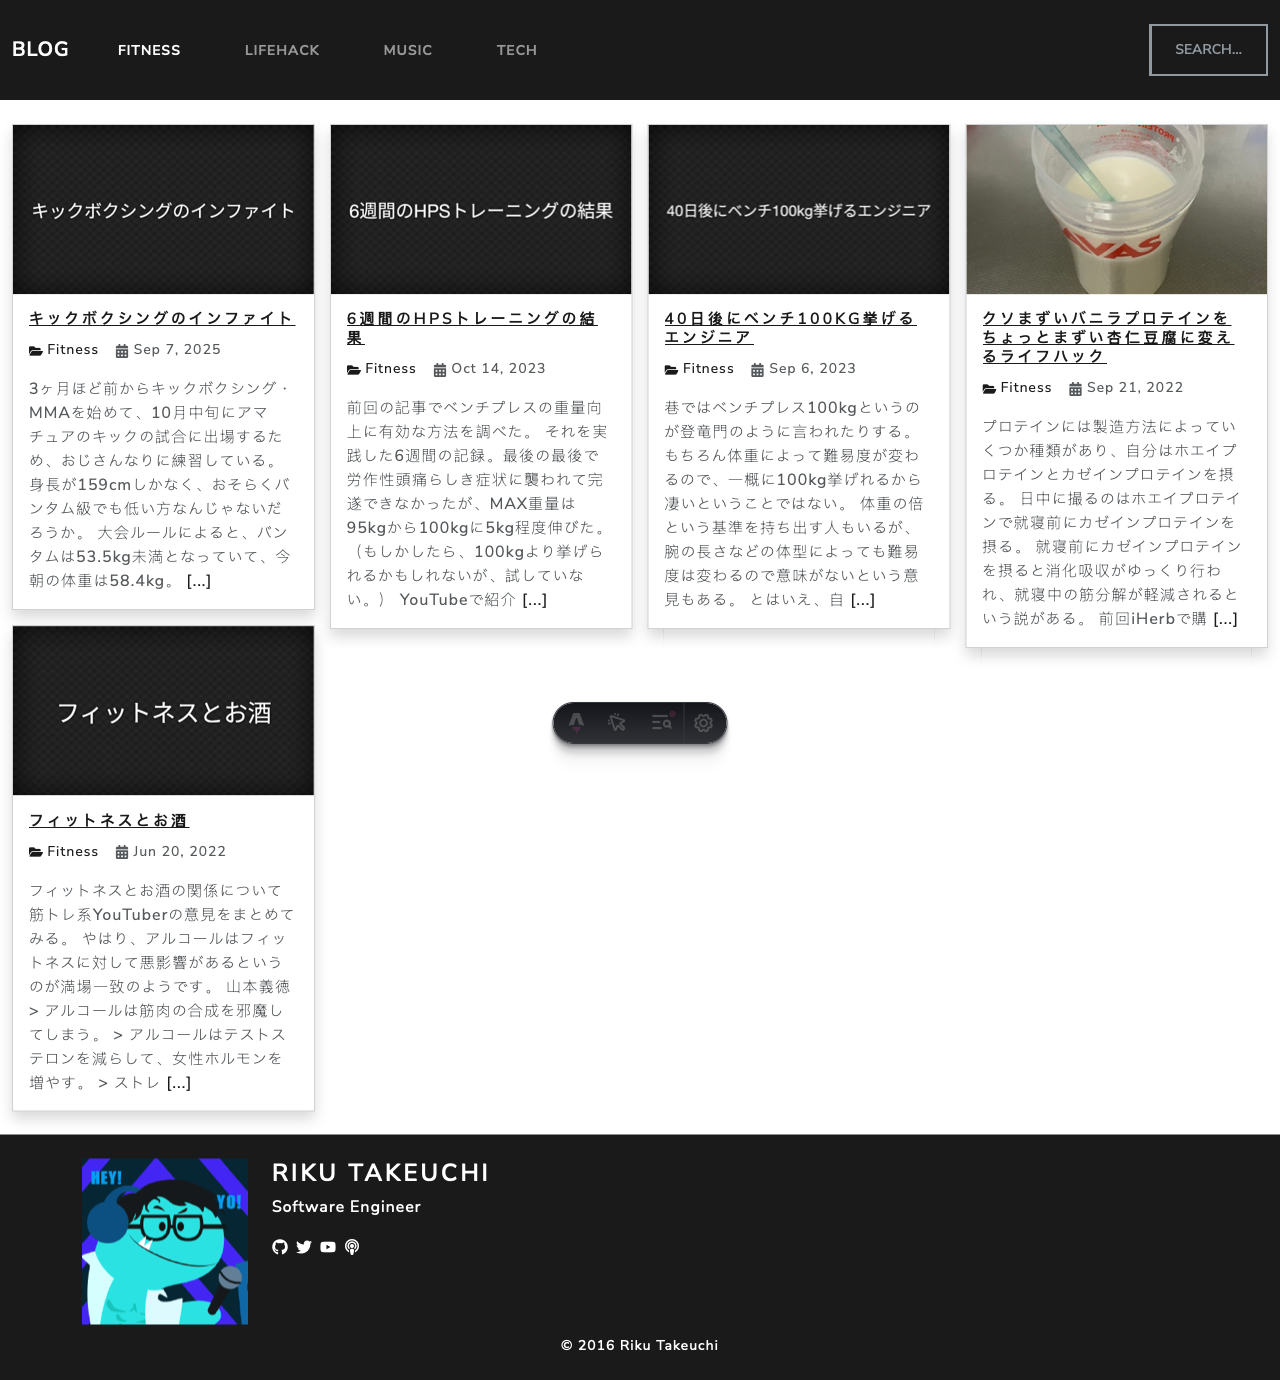 BLOG
FITNESS
LIFEHACK
MUSIC
TECH
SEARCH...
キックボクシングのインファイト
キックボクシングのインファイト
Fitness Sep 7, 2025
3ヶ月ほど前からキックボクシング・
MMAを始めて、10月中旬にアマ
チュアのキックの試合に出場するた
め、おじさんなりに練習している。
身長が159cmしかなく、おそらくバ
ンタム級でも低い方なんじゃないだ
ろうか。 大会ルールによると、バン
タムは53.5kg未満となっていて、今
朝の体重は58.4kg。 [...]
6週間のHPSトレーニングの結果
6週間のHPSトレーニングの結
果
Fitness Oct 14, 2023
前回の記事でベンチプレスの重量向
上に有効な方法を調べた。 それを実
践した6週間の記録。最後の最後で
労作性頭痛らしき症状に襲われて完
遂できなかったが、MAX重量は
95kgから100kgに5kg程度伸びた。
（もしかしたら、100kgより挙げら
れるかもしれないが、試していな
い。） YouTubeで紹介 [...]
40日後にベンチ100kg挙げるエンジニア
40日後にベンチ100KG挙げる
エンジニア
Fitness Sep 6, 2023
巷ではベンチプレス100kgというの
が登竜門のように言われたりする。
もちろん体重によって難易度が変わ
るので、一概に100kg挙げれるから
凄いということではない。 体重の倍
という基準を持ち出す人もいるが、
腕の長さなどの体型によっても難易
度は変わるので意味がないという意
見もある。 とはいえ、自 [...]
クソまずいバニラプロテインを
ちょっとまずい杏仁豆腐に変え
るライフハック
Fitness Sep 21, 2022
プロテインには製造方法によってい
くつか種類があり、自分はホエイプ
ロテインとカゼインプロテインを摂
る。 日中に撮るのはホエイプロテイ
ンで就寝前にカゼインプロテインを
摂る。 就寝前にカゼインプロテイン
を摂ると消化吸収がゆっくり行わ
れ、就寝中の筋分解が軽減されると
いう説がある。 前回iHerbで購 [...]
フィットネスとお酒
フィットネスとお酒
Fitness Jun 20, 2022
フィットネスとお酒の関係について
筋トレ系YouTuberの意見をまとめて
みる。 やはり、アルコールはフィッ
トネスに対して悪影響があるという
のが満場一致のようです。 山本義徳
> アルコールは筋肉の合成を邪魔し
てしまう。 > アルコールはテストス
テロンを減らして、女性ホルモンを
増やす。 > ストレ [...]
HEY!
YO!
RIKU TAKEUCHI
Software Engineer
© 2016 Riku Takeuchi